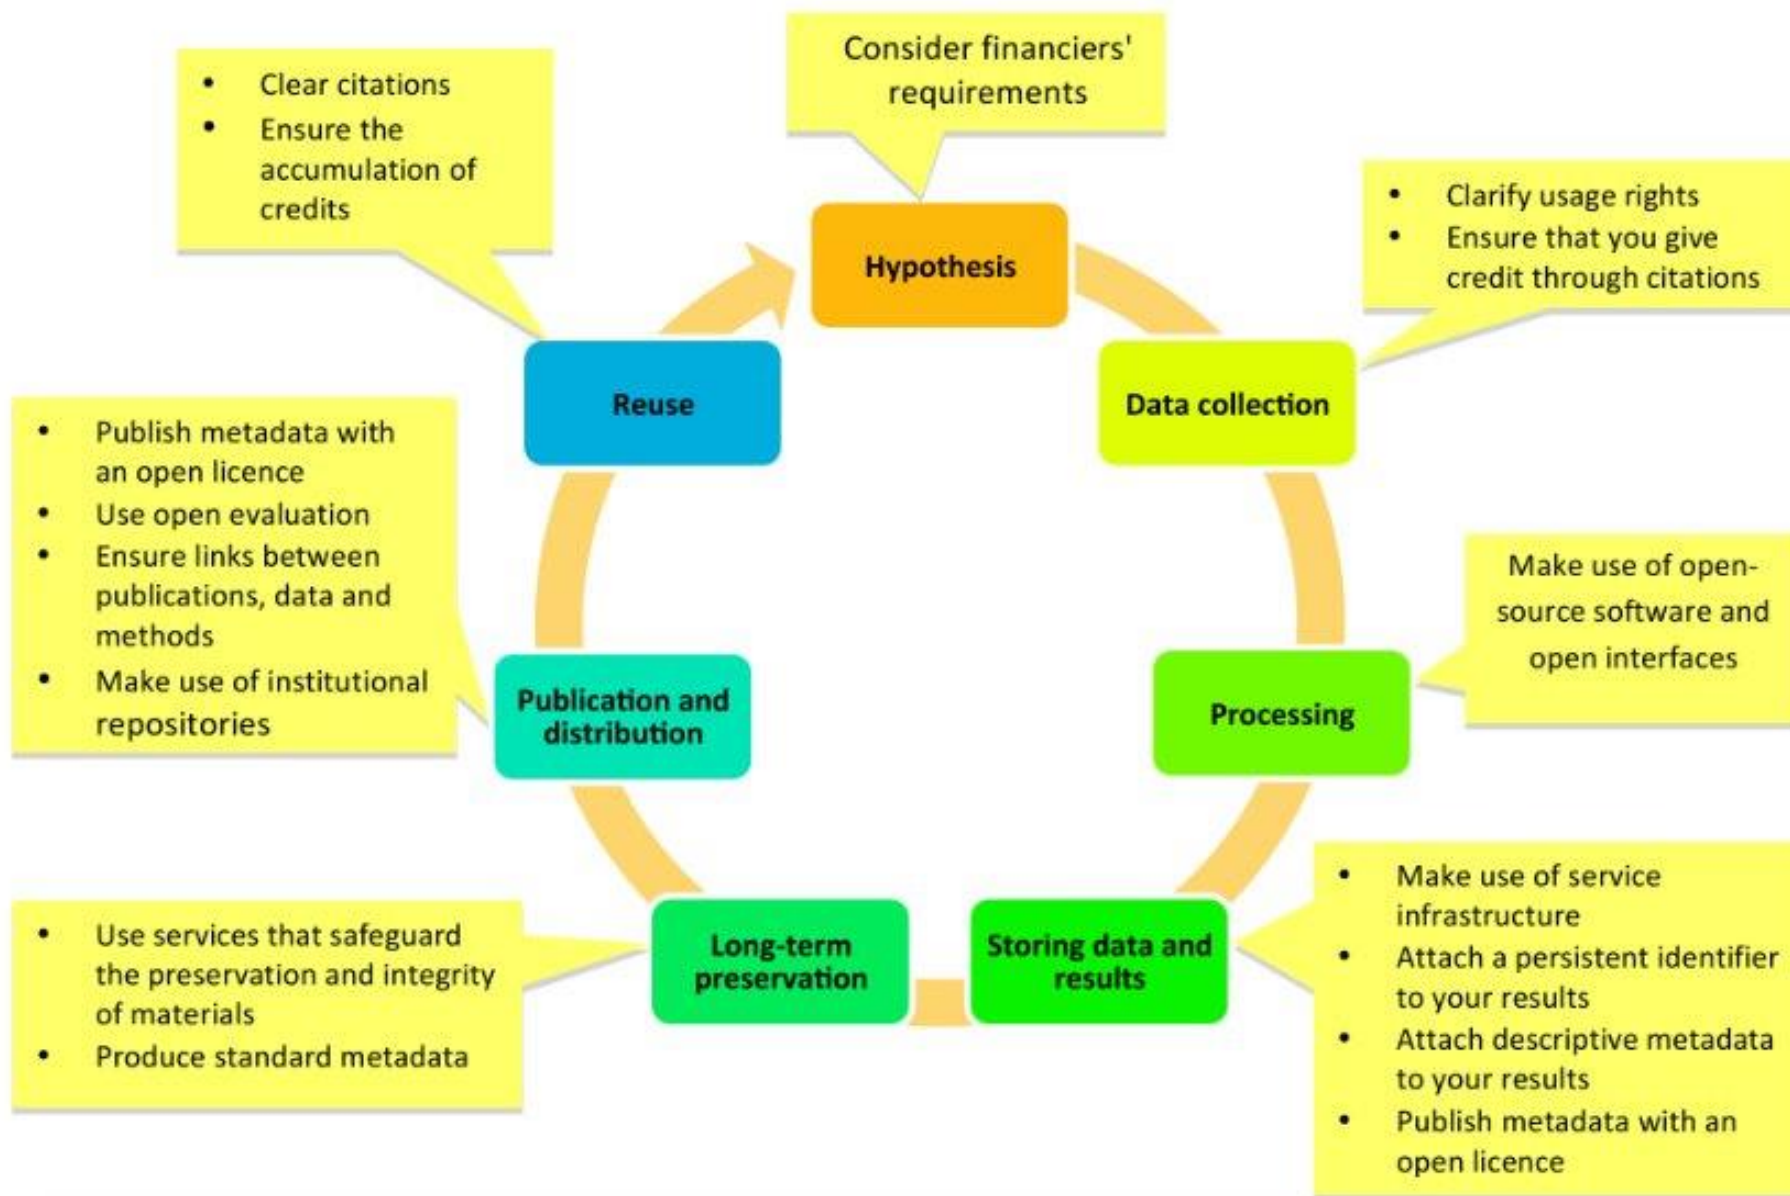 Consider financiers'
requirements
• Clear citations
• Ensure the
accumulation of
credits
• Clarify usage rights
• Ensure that you give
credit through citations
Hypothesis
Reuse
Data collection
• Publish metadata with
an open licence
• Use open evaluation
• Ensure links between
publications, data and
methods
• Make use of institutional
repositories
Make use of open-
source software and
open interfaces
Publication and
distribution
Processing
• Use services that safeguard
the preservation and integrity
of materials
• Produce standard metadata
Long-term
preservation
Storing data and
results
• Make use of service
infrastructure
• Attach a persistent identifier
to your results
• Attach descriptive metadata
to your results
• Publish metadata with an
open licence